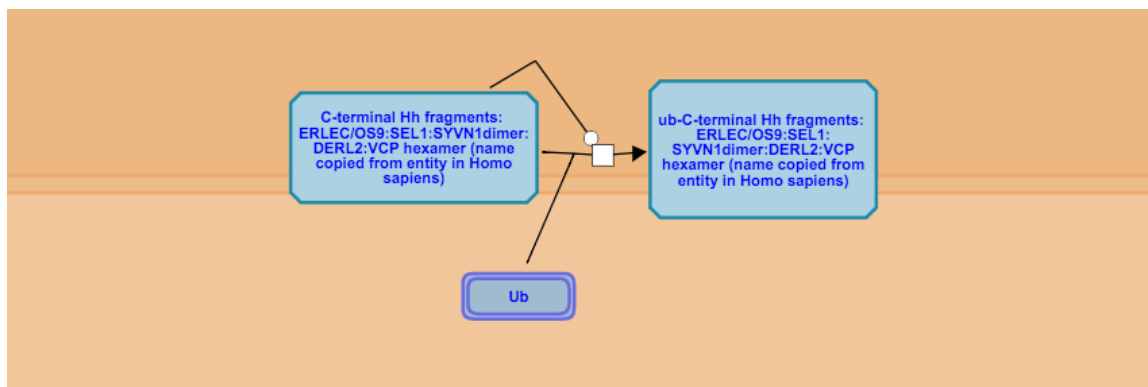 C-terminal Hh fragments:
ERLEC/OS9:SEL1:SYVN1dimer:
DERL2:VCP hexamer (name
copied from entity in Homo
sapiens)
ub-C-terminal Hh fragments:
ERLEC/OS9:SEL1:
SYVN1dimer:DERL2:VCP
hexamer (name copied from
entity in Homo sapiens)
Ub